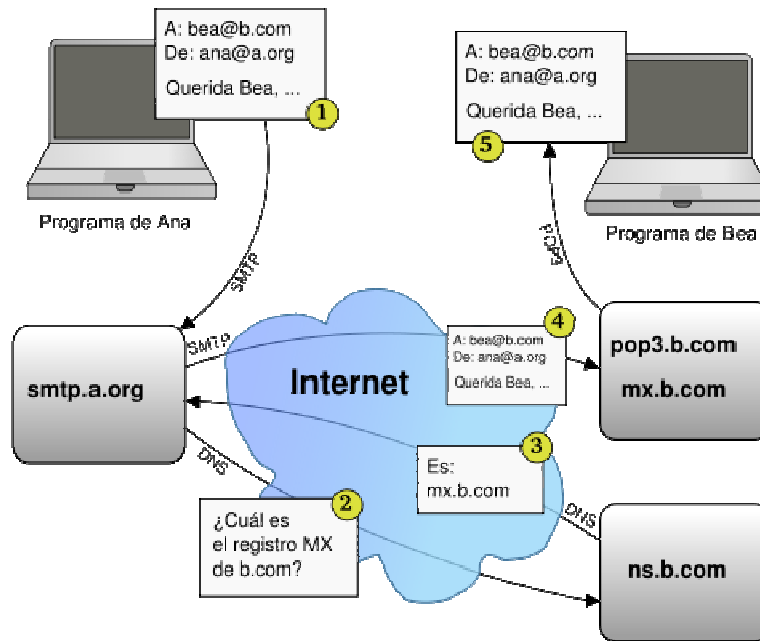 A: bea@b.com
De: ana@a.org
Querida Bea, ...
1
Programa de Ana
SMTP
A: bea@b.com
De: ana@a.org
Querida Bea, ...
5
Programa de Bea
POP3
smtp.a.org
SMTP
Internet
A: bea@b.com
De: ana@a.org
Querida Bea, ...
4
pop3.b.com
mx.b.com
Es:
mx.b.com
3
DNS
¿Cuál es
el registro MX
de b.com?
2
DNS
ns.b.com